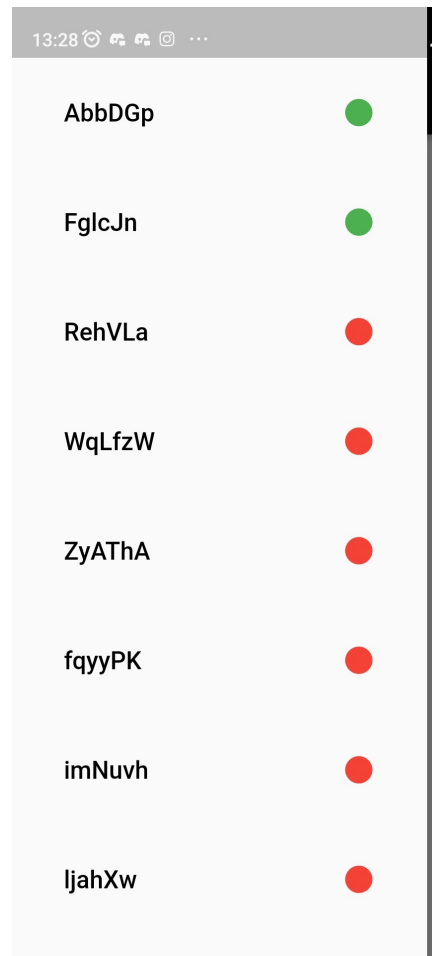 13:28
AbbDGp
FglcJn
RehVLa
WqLfzW
ZyAThA
fqyyPK
imNuvh
ljahXw